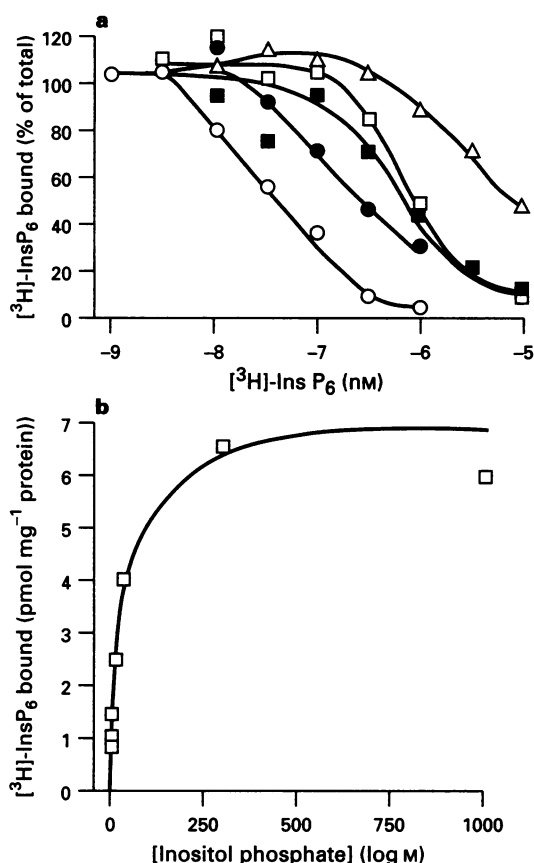 a
120
100
80
60
40
20
0
[³H]-InsP₆ bound (% of total)
–9 –8 –7 –6 –5
[³H]-Ins P₆ (nM)
b
7
6
5
4
3
2
1
0
[³H]-InsP₆ bound (pmol mg⁻¹ protein))
0 250 500 750 1000
[Inositol phosphate] (log M)